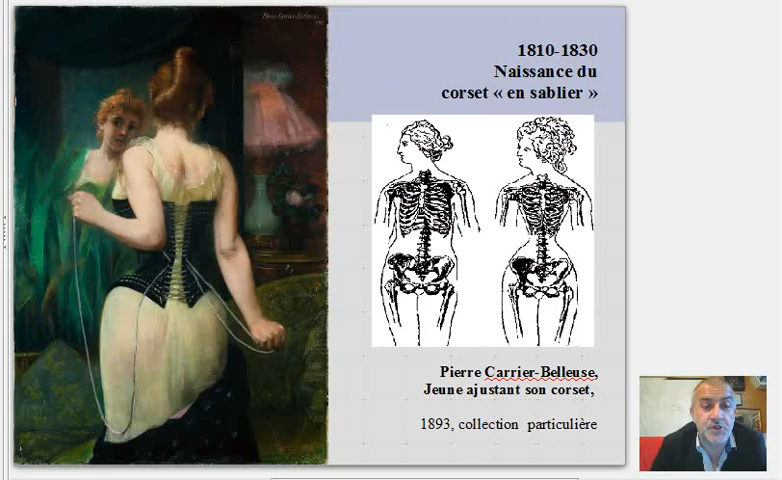 1810-1830
Naissance du
corset « en sablier »
Pierre Carrier-Belleuse,
Jeune ajustant son corset,
1893, collection particulière